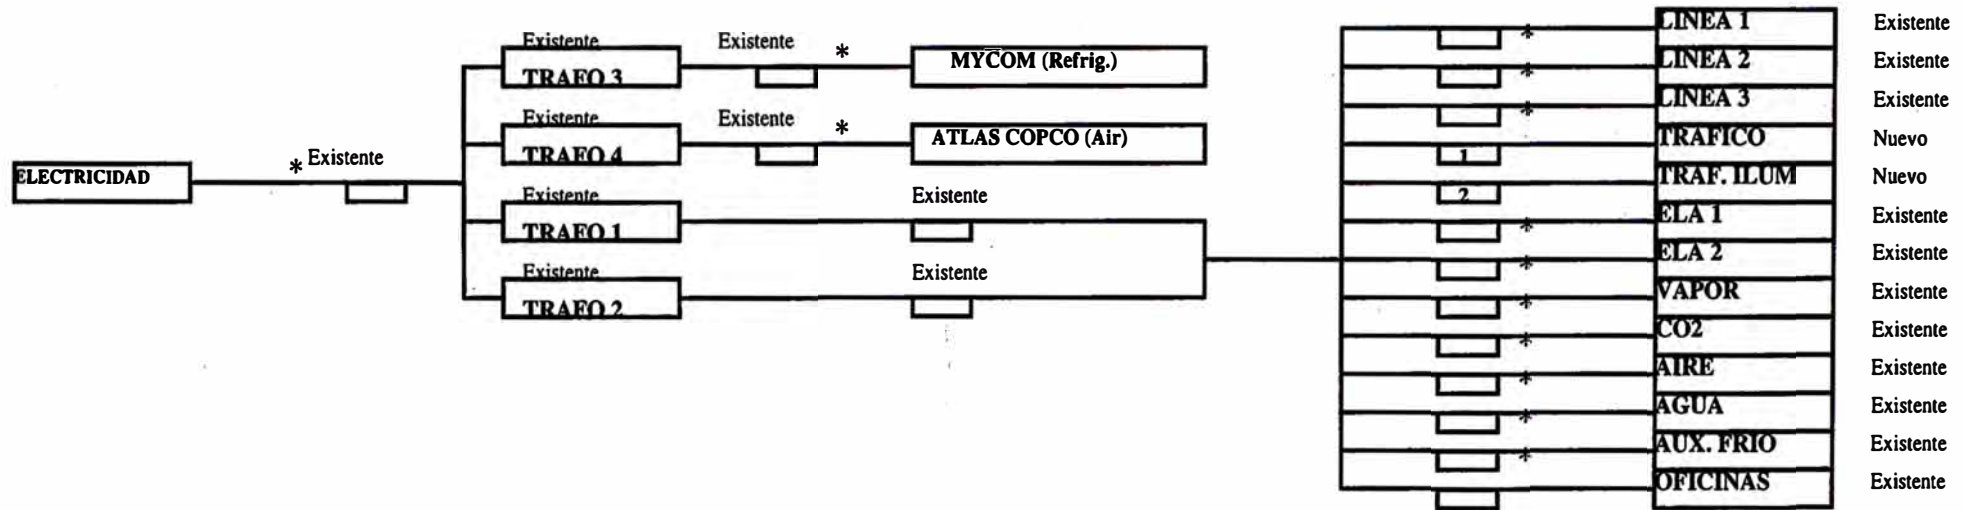 ELECTRICIDAD
* Existente
Existente
TRAFO 3
Existente *
MYCOM (Refrig.)
Existente
TRAFO 4
Existente *
ATLAS COPCO (Air)
Existente
TRAFO 1
Existente
Existente
TRAFO 2
Existente
* LINEA 1 Existente
* LINEA 2 Existente
* LINEA 3 Existente
1 TRAFICO Nuevo
2 TRAF. ILUM Nuevo
* ELA 1 Existente
* ELA 2 Existente
* VAPOR Existente
* CO2 Existente
* AIRE Existente
* AGUA Existente
* AUX. FRIO Existente
OFICINAS Existente